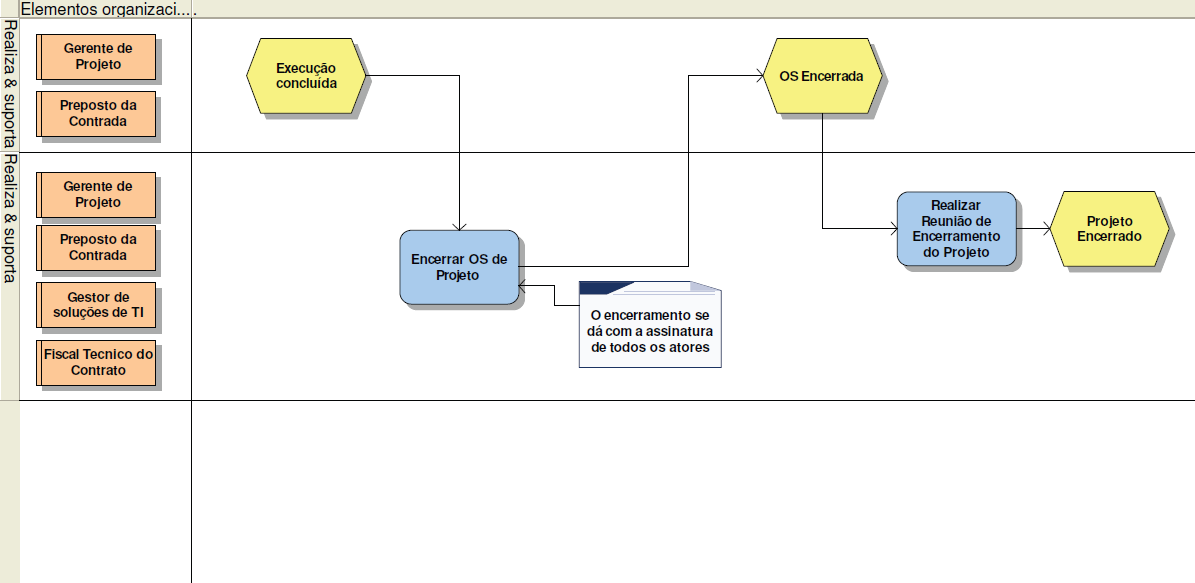 Elementos organizaci....
Realiza & suporta
Gerente de
Projeto
Preposto da
Contrada
Execução
concluída
OS Encerrada
Realiza & suporta
Gerente de
Projeto
Preposto da
Contrada
Gestor de
soluções de TI
Fiscal Tecnico do
Contrato
Encerrar OS de
Projeto
O encerramento se
dá com a assinatura
de todos os atores
Realizar
Reunião de
Encerramento
do Projeto
Projeto
Encerrado